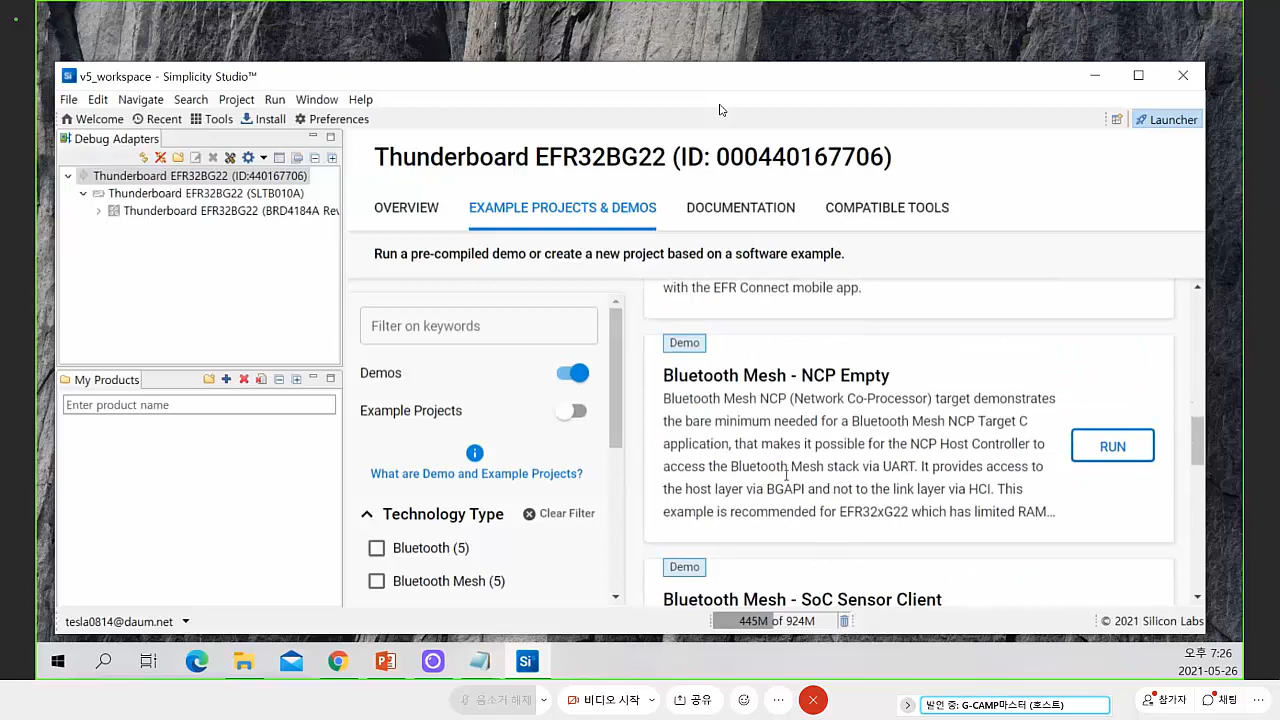 v5_workspace - Simplicity Studio™
File Edit Navigate Search Project Run Window Help
Welcome Recent Tools Install Preferences
Launcher
Debug Adapters
Thunderboard EFR32BG22 (ID:440167706)
Thunderboard EFR32BG22 (SLTB010A)
Thunderboard EFR32BG22 (BRD4184A Rev
My Products
Enter product name
Thunderboard EFR32BG22 (ID: 000440167706)
OVERVIEW EXAMPLE PROJECTS & DEMOS DOCUMENTATION COMPATIBLE TOOLS
Run a pre-compiled demo or create a new project based on a software example.
Filter on keywords
Demos
Example Projects
What are Demo and Example Projects?
Technology Type Clear Filter
Bluetooth (5)
Bluetooth Mesh (5)
with the EFR Connect mobile app.
Demo
Bluetooth Mesh - NCP Empty
Bluetooth Mesh NCP (Network Co-Processor) target demonstrates
the bare minimum needed for a Bluetooth Mesh NCP Target C
application, that makes it possible for the NCP Host Controller to
access the Bluetooth Mesh stack via UART. It provides access to
the host layer via BGAPI and not to the link layer via HCI. This
example is recommended for EFR32xG22 which has limited RAM...
RUN
Demo
Bluetooth Mesh - SoC Sensor Client
tesla0814@daum.net
445M of 924M
© 2021 Silicon Labs
Si
오후 7:26
2021-05-26
음소거 해제 비디오 시작 공유
발언 중: G-CAMP마스터 (호스트)
참가자 채팅